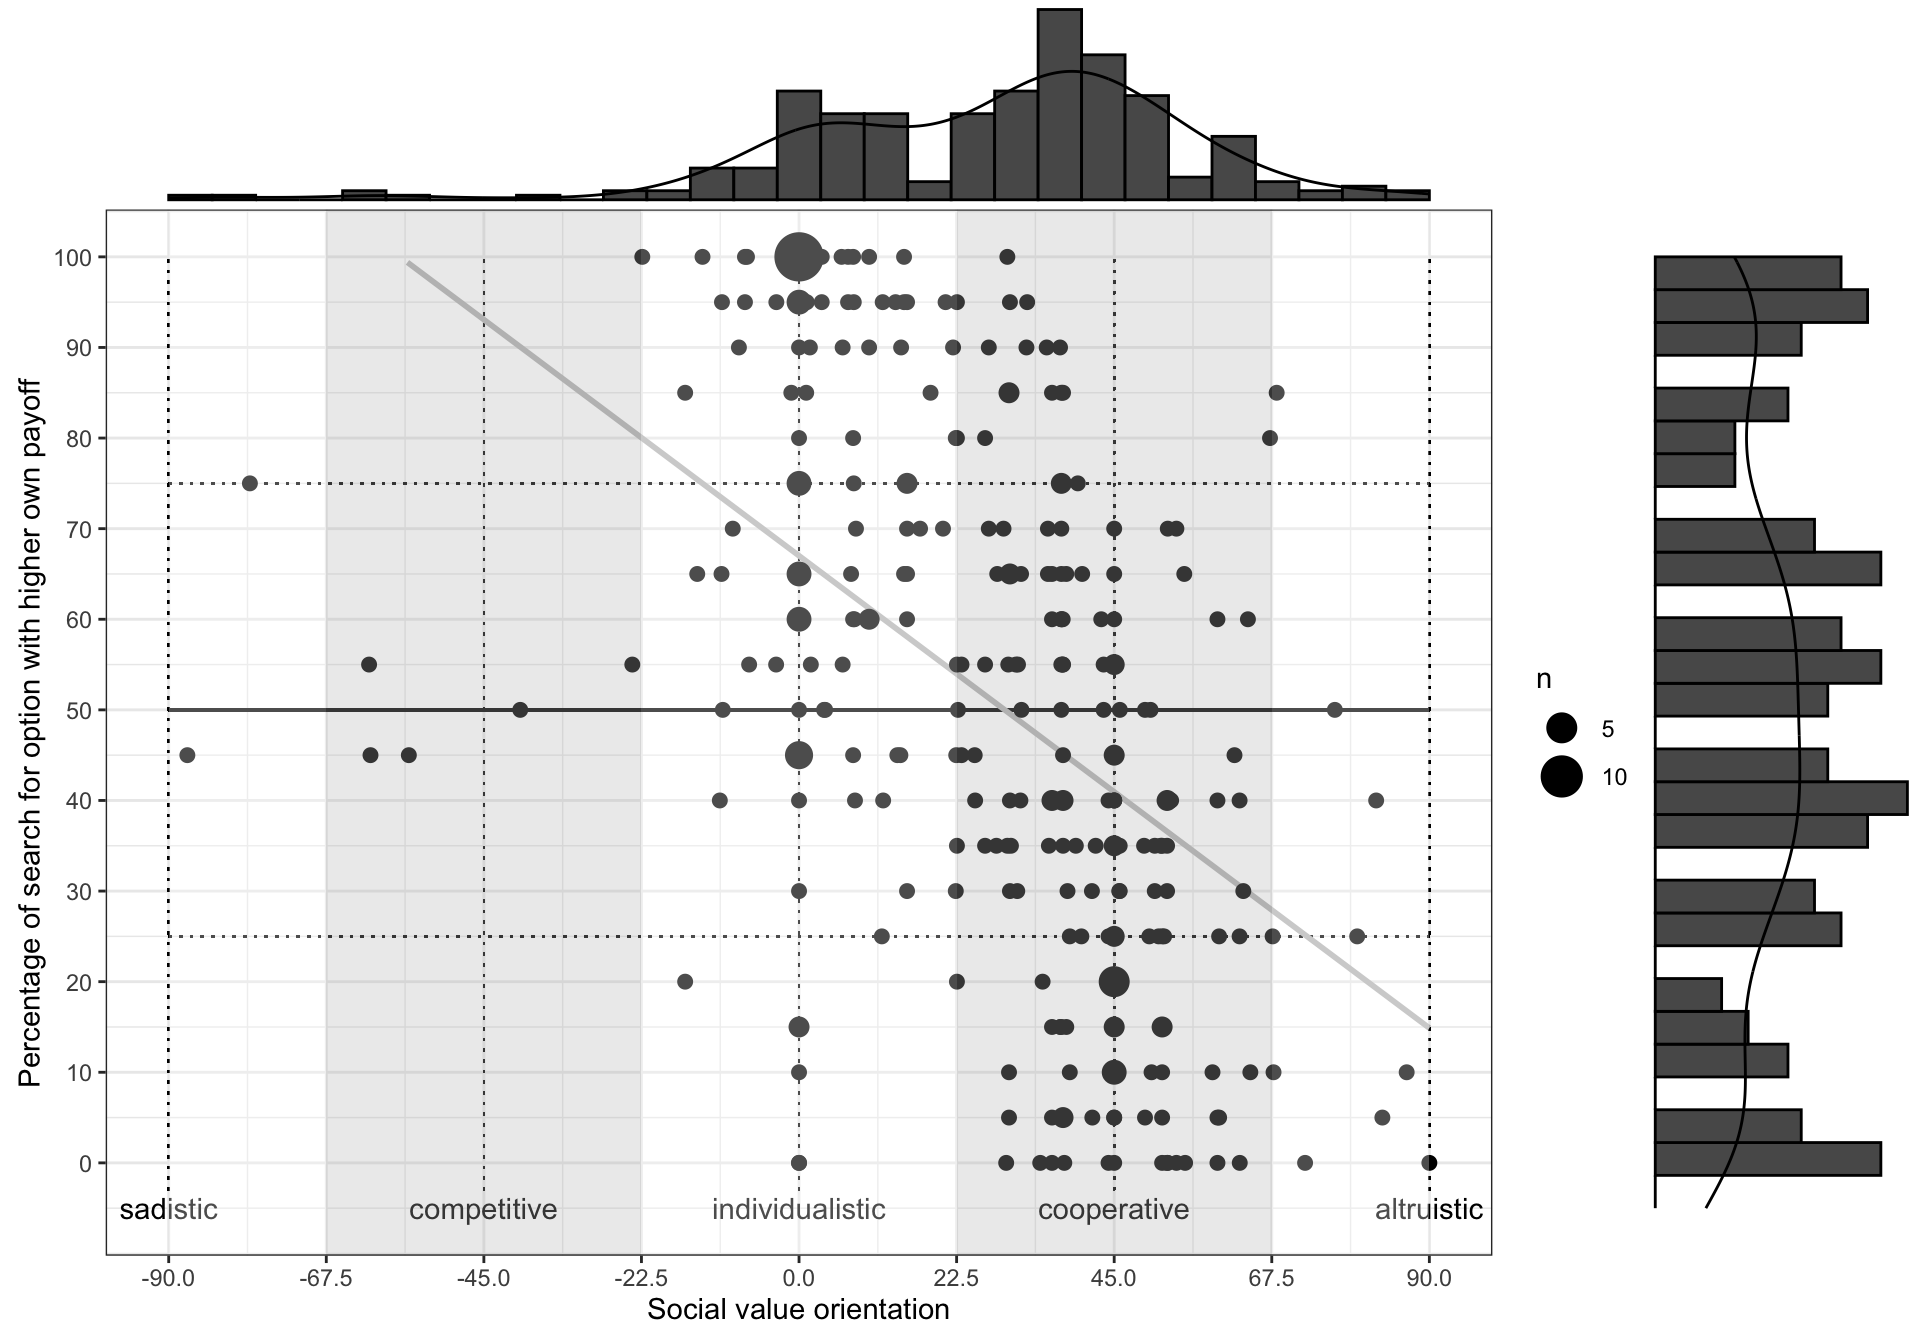 Percentage of search for option with higher own payoff
100
90
80
70
60
50
40
30
20
10
0
sadistic competitive individualistic cooperative altruistic
-90.0 -67.5 -45.0 -22.5 0.0 22.5 45.0 67.5 90.0
Social value orientation
n
5
10